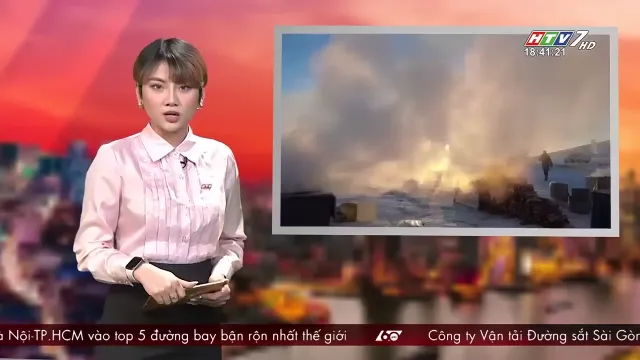 HTV7 HD
18:41:21
à Nội-TP.HCM vào top 5 đường bay bận rộn nhất thế giới 60 Công ty Vận tải Đường sắt Sài Gòn